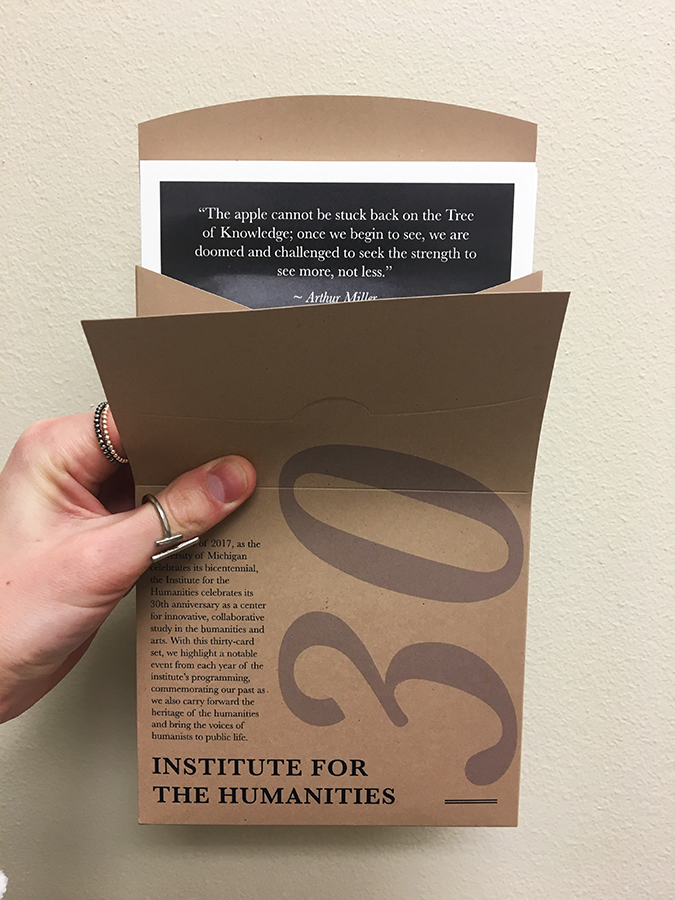 “The apple cannot be stuck back on the Tree
of Knowledge; once we begin to see, we are
doomed and challenged to seek the strength to
see more, not less.”
~ Arthur Miller
30
of 2017, as the
of Michigan
celebrates its bicentennial,
the Institute for the
Humanities celebrates its
30th anniversary as a center
for innovative, collaborative
study in the humanities and
arts. With this thirty-card
set, we highlight a notable
event from each year of the
institute’s programming,
commemorating our past as
we also carry forward the
heritage of the humanities
and bring the voices of
humanists to public life.
INSTITUTE FOR
THE HUMANITIES